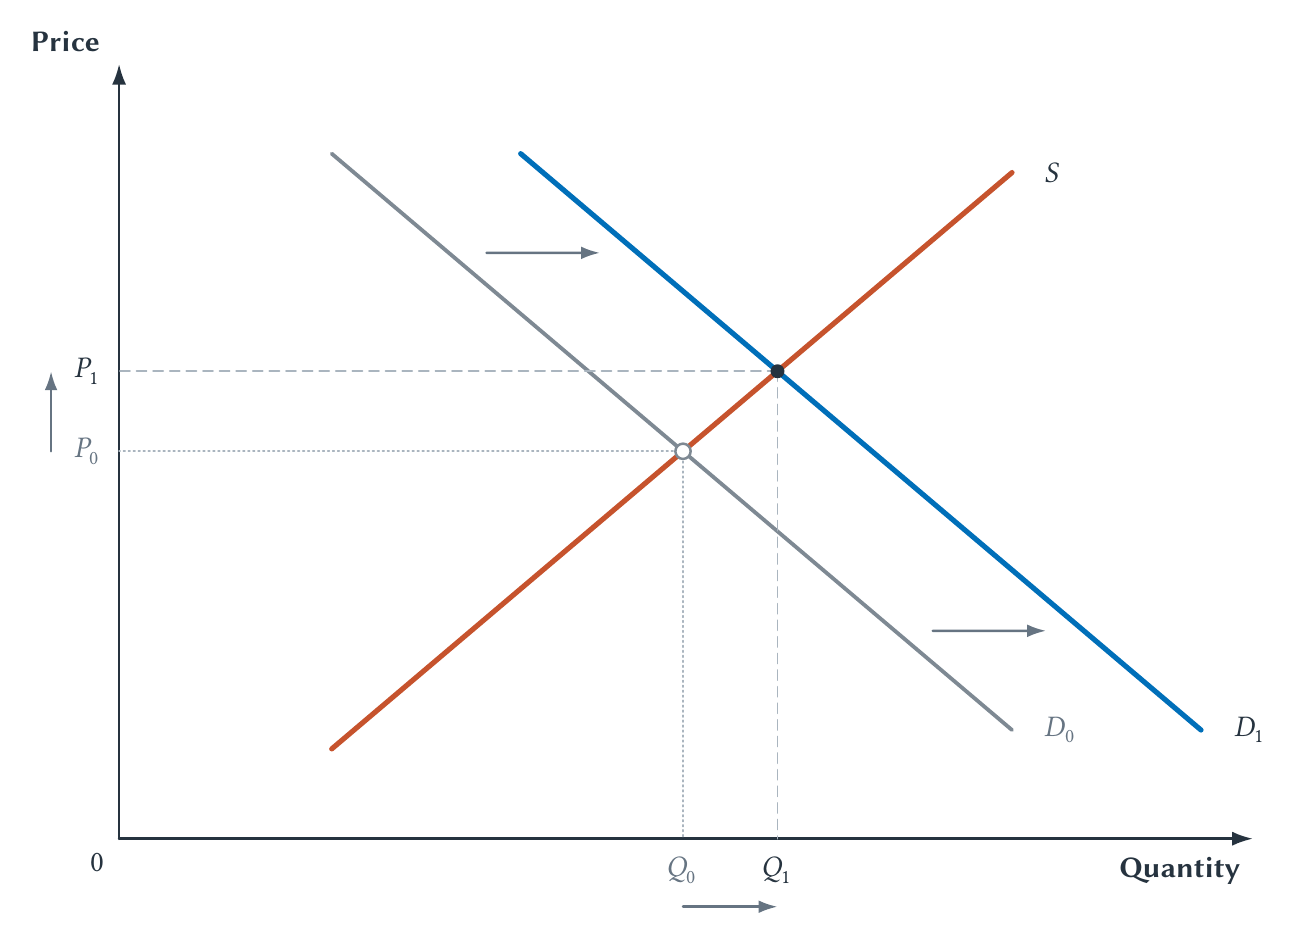 Price
S
P₁
P₀
D₀
D₁
0
Q₀
Q₁
Quantity